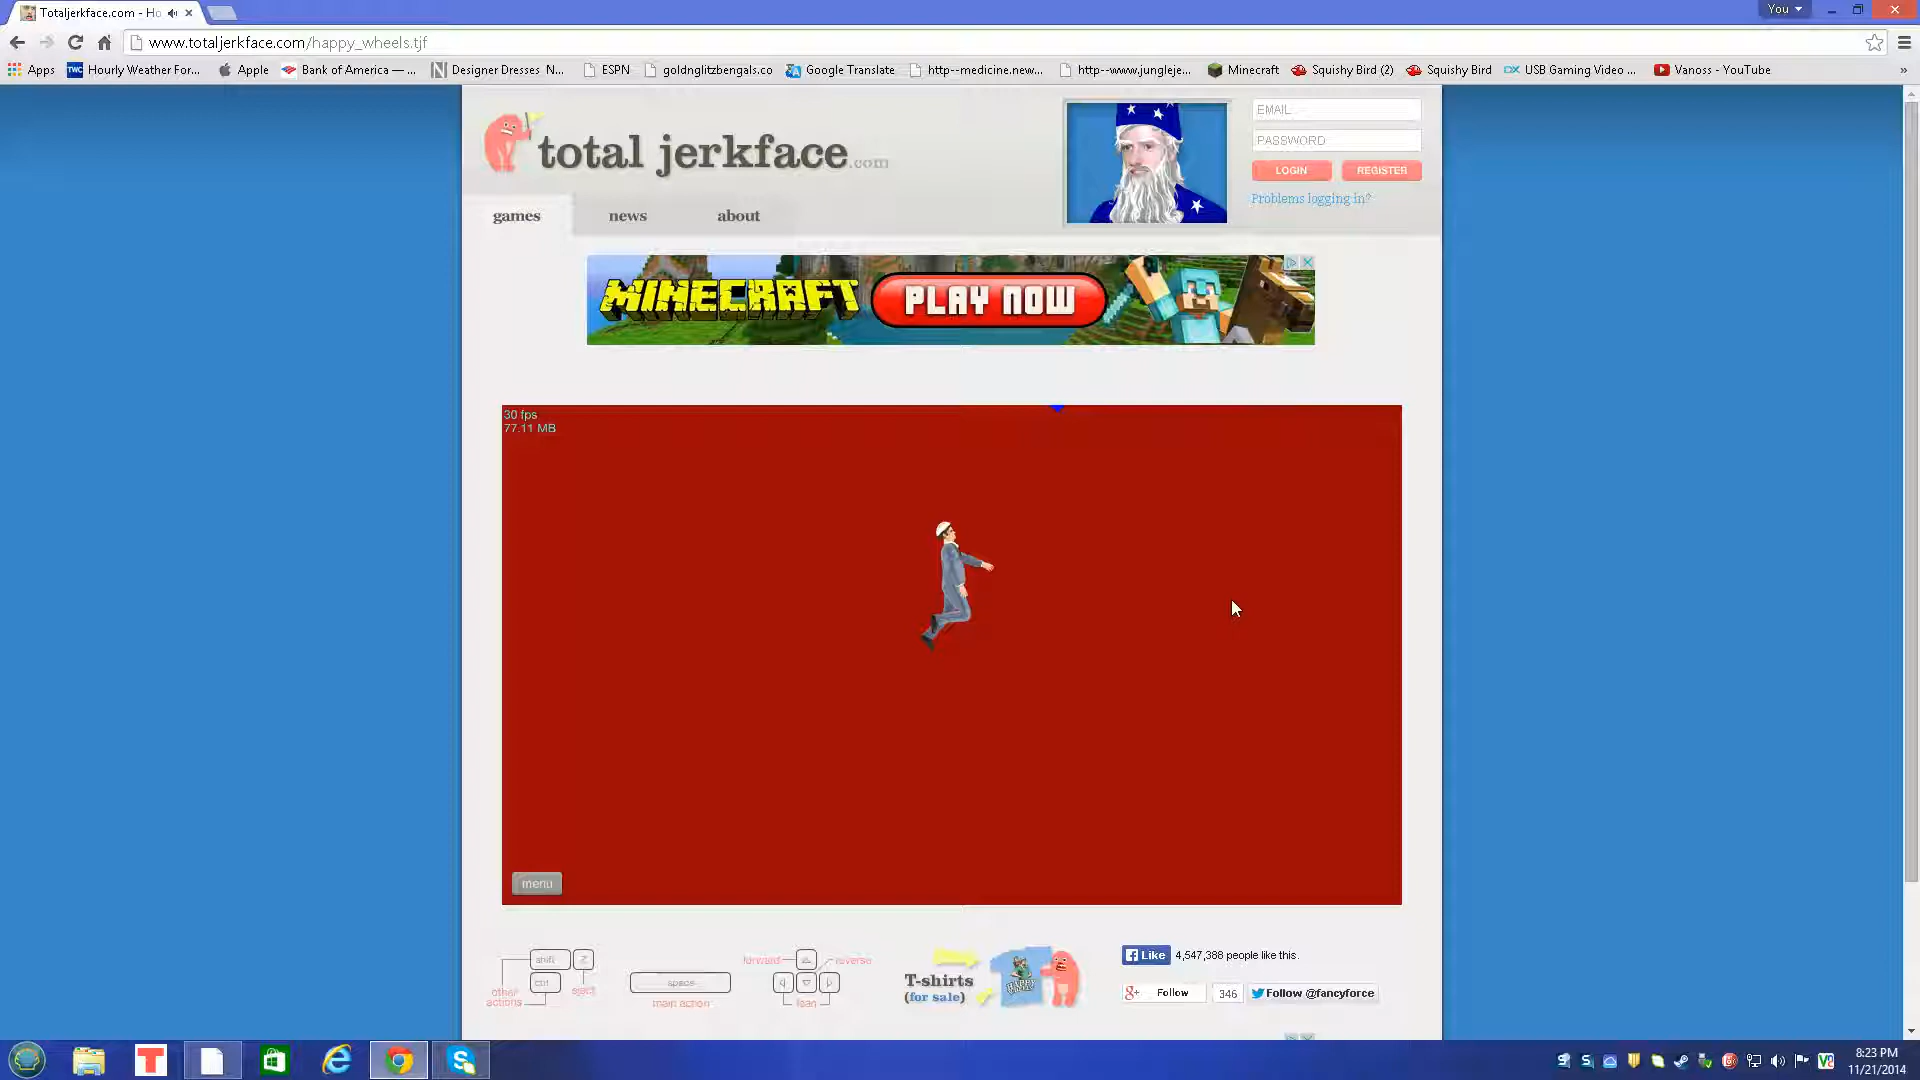 Totaljerkface.com - Ho
You
www.totaljerkface.com/happy_wheels.tjf
Apps
TWC Hourly Weather For...
Apple
Bank of America — ...
N Designer Dresses N...
ESPN
goldnglitzbengals.co
Google Translate
http--medicine.new...
http--www.jungleje...
Minecraft
Squishy Bird (2)
Squishy Bird
DX USB Gaming Video ...
Vanoss - YouTube
»
total jerkface.com
EMAIL
PASSWORD
LOGIN REGISTER
Problems logging in?
games news about
MINECRAFT PLAY NOW
30 fps
77.11 MB
menu
shift Z
ctrl
other
actions
eject
space
main action
forward reverse
lean
T-shirts
(for sale)
HAPPY WHEELS
f Like 4,547,388 people like this.
g+ Follow 346 Follow @fancyforce
8:23 PM
11/21/2014